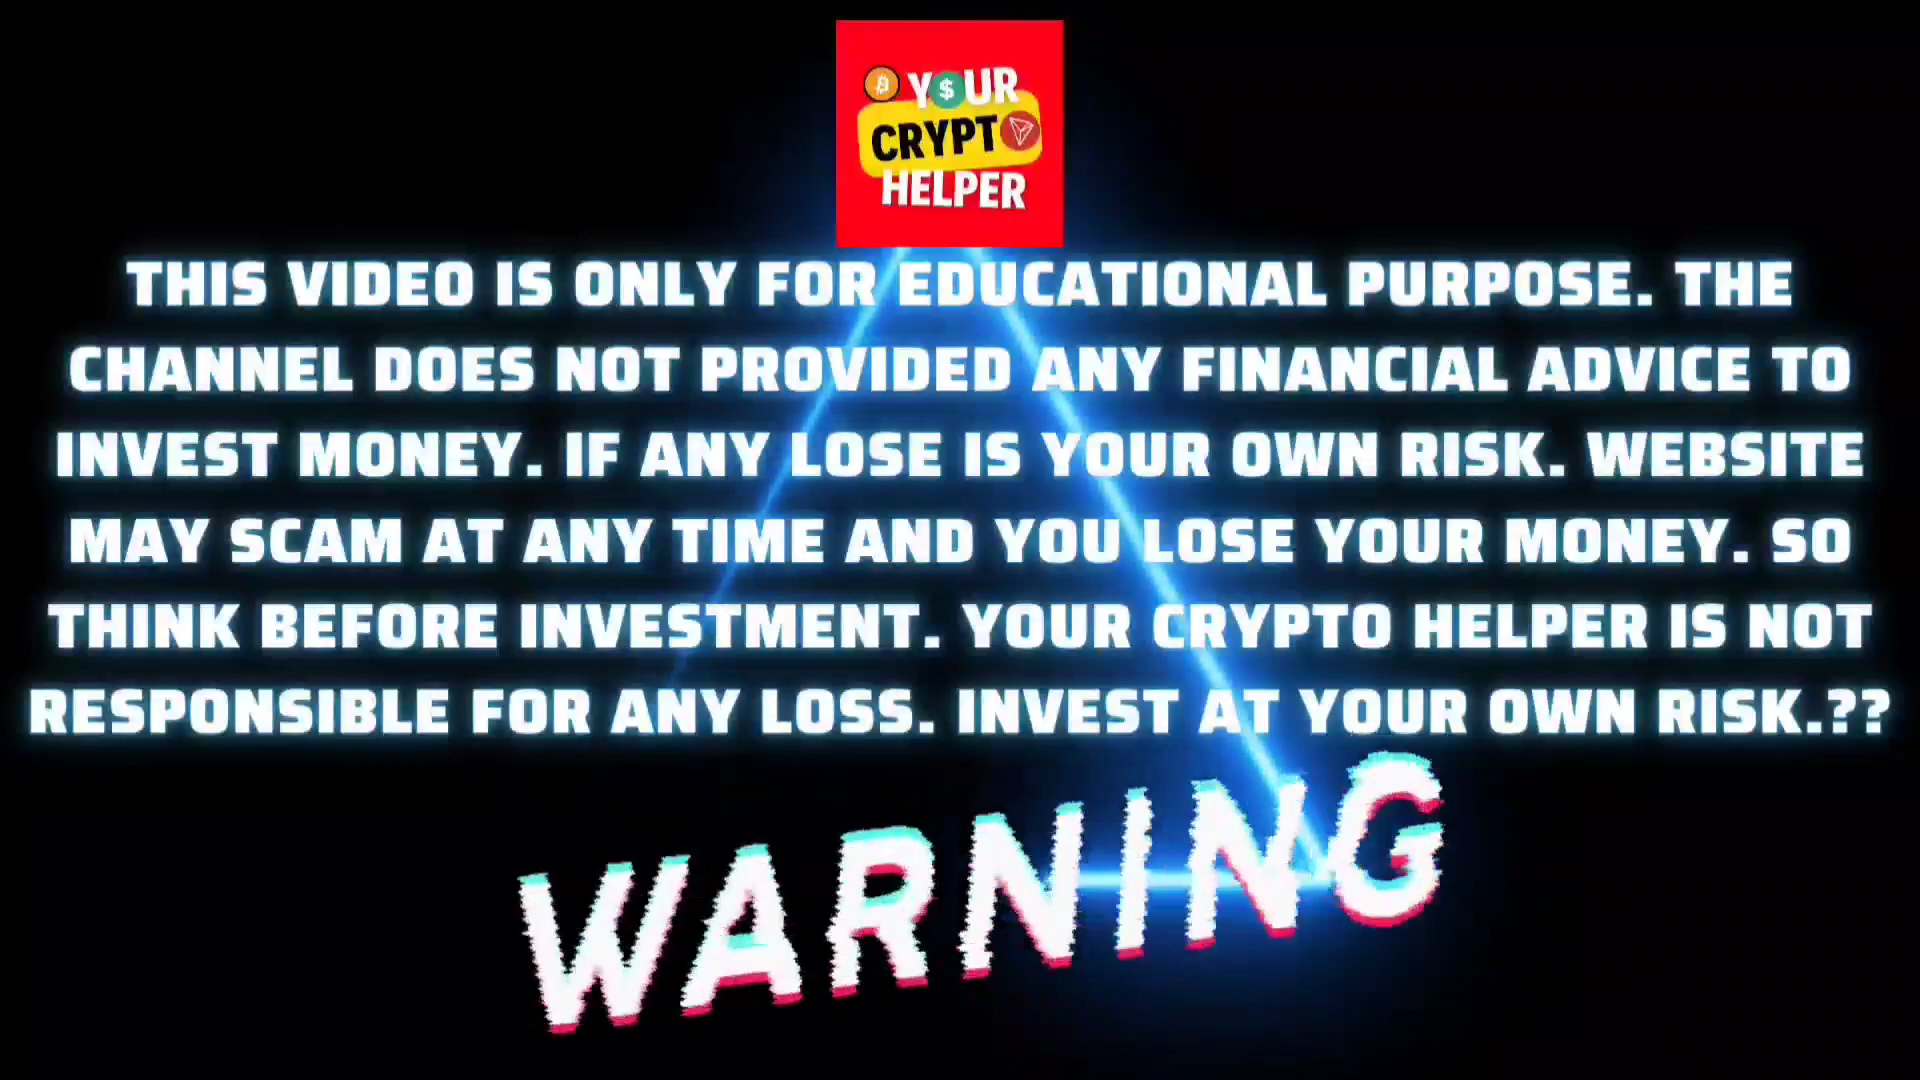 YOUR
CRYPTO
HELPER
THIS VIDEO IS ONLY FOR EDUCATIONAL PURPOSE. THE
CHANNEL DOES NOT PROVIDED ANY FINANCIAL ADVICE TO
INVEST MONEY. IF ANY LOSE IS YOUR OWN RISK. WEBSITE
MAY SCAM AT ANY TIME AND YOU LOSE YOUR MONEY. SO
THINK BEFORE INVESTMENT. YOUR CRYPTO HELPER IS NOT
RESPONSIBLE FOR ANY LOSS. INVEST AT YOUR OWN RISK.??
WARNING